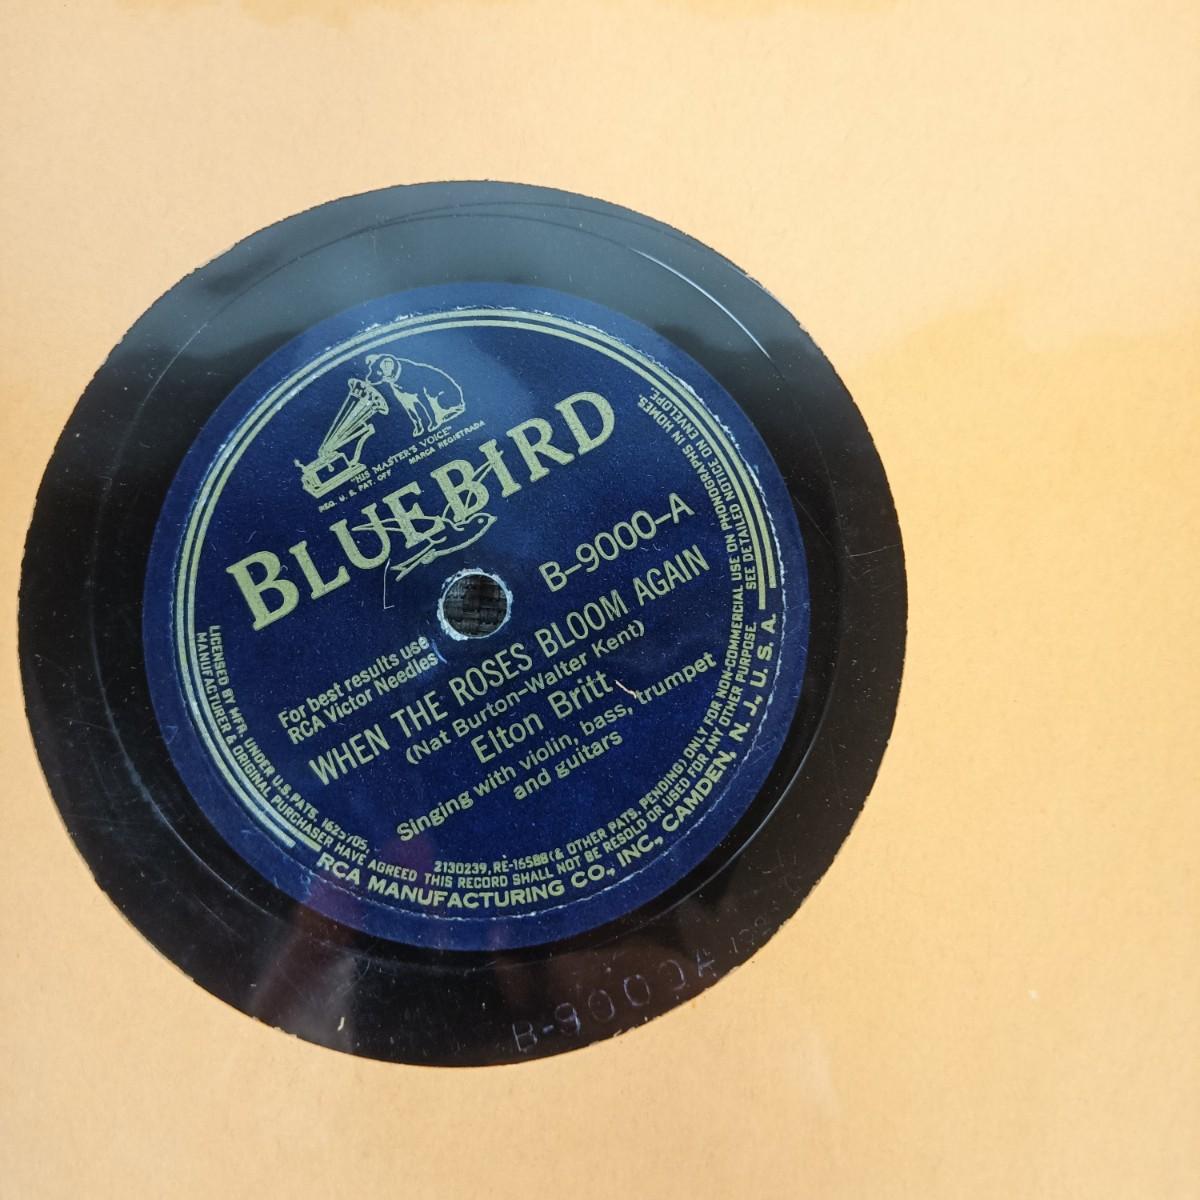 "HIS MASTER'S VOICE"
REG. U. S. PAT. OFF MARCA REGISTRADA
BLUEBIRD
B-9000-A
For best results use
RCA Victor Needles
WHEN THE ROSES BLOOM AGAIN
(Nat Burton-Walter Kent)
Elton Britt
Singing with violin, bass, trumpet
and guitars
LICENSED BY MFR. UNDER U.S. PATS.
2130239, RE-16588 (& OTHER PATS. PENDING) ONLY FOR NON-COMMERCIAL USE ON PHONOGRAPHS IN HOMES.
MANUFACTURER & ORIGINAL PURCHASER HAVE AGREED THIS RECORD SHALL NOT BE RESOLD OR USED FOR ANY OTHER PURPOSE. SEE DETAILED NOTICE ON ENVELOPE.
RCA MANUFACTURING CO., INC., CAMDEN, N. J., U. S. A.
B-9000A